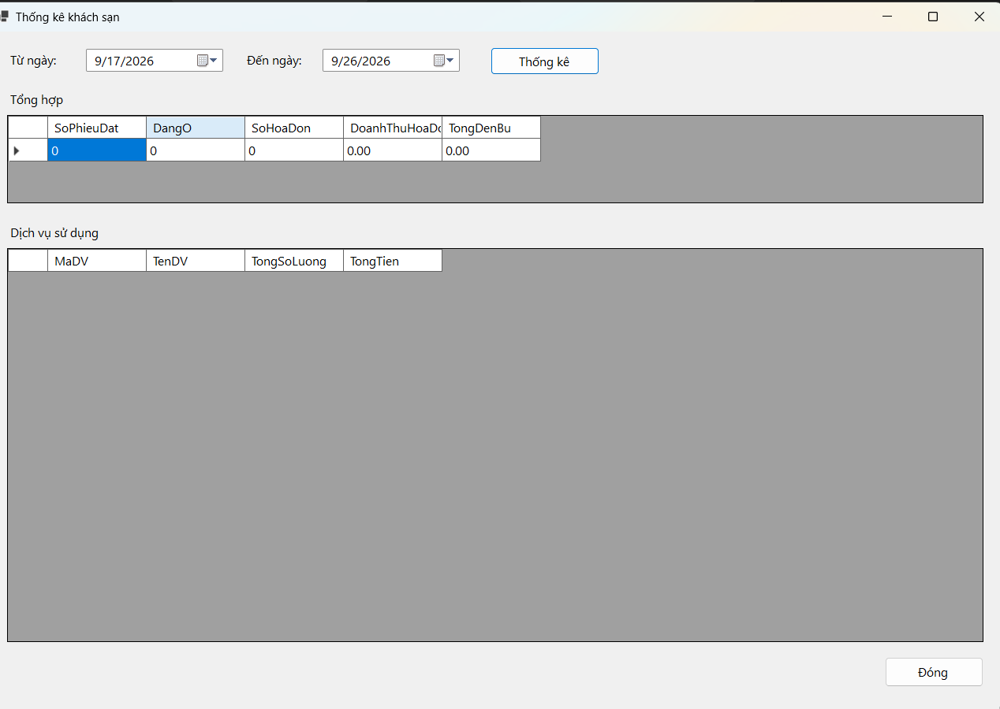 Thống kê khách sạn
Từ ngày: 9/17/2026 Đến ngày: 9/26/2026 Thống kê
Tổng hợp
SoPhieuDat DangO SoHoaDon DoanhThuHoaDo TongDenBu
0 0 0 0.00 0.00
Dịch vụ sử dụng
MaDV TenDV TongSoLuong TongTien
Đóng